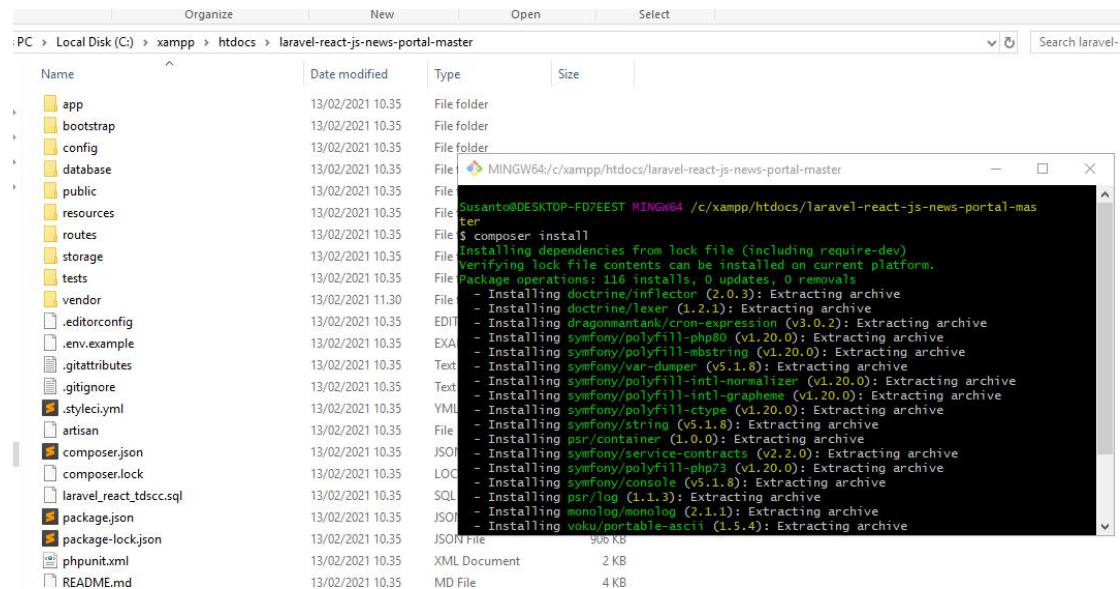 Organize New Open Select
PC > Local Disk (C:) > xampp > htdocs > laravel-react-js-news-portal-master Search laravel-
Name Date modified Type Size
app 13/02/2021 10.35 File folder
bootstrap 13/02/2021 10.35 File folder
config 13/02/2021 10.35 File folder
database 13/02/2021 10.35 File
public 13/02/2021 10.35 File
resources 13/02/2021 10.35 File
routes 13/02/2021 10.35 File
storage 13/02/2021 10.35 File
tests 13/02/2021 10.35 File
vendor 13/02/2021 11.30 File
.editorconfig 13/02/2021 10.35 EDIT
.env.example 13/02/2021 10.35 EXA
.gitattributes 13/02/2021 10.35 Text
.gitignore 13/02/2021 10.35 Text
.styleci.yml 13/02/2021 10.35 YML
artisan 13/02/2021 10.35 File
composer.json 13/02/2021 10.35 JSON
composer.lock 13/02/2021 10.35 LOC
laravel_react_tdscc.sql 13/02/2021 10.35 SQL
package.json 13/02/2021 10.35 JSON
package-lock.json 13/02/2021 10.35 JSON File 906 KB
phpunit.xml 13/02/2021 10.35 XML Document 2 KB
README.md 13/02/2021 10.35 MD File 4 KB
MINGW64:/c/xampp/htdocs/laravel-react-js-news-portal-master
Susanto@DESKTOP-FD7EEST MINGW64 /c/xampp/htdocs/laravel-react-js-news-portal-mas
ter
$ composer install
Installing dependencies from lock file (including require-dev)
Verifying lock file contents can be installed on current platform.
Package operations: 116 installs, 0 updates, 0 removals
- Installing doctrine/inflector (2.0.3): Extracting archive
- Installing doctrine/lexer (1.2.1): Extracting archive
- Installing dragonmantank/cron-expression (v3.0.2): Extracting archive
- Installing symfony/polyfill-php80 (v1.20.0): Extracting archive
- Installing symfony/polyfill-mbstring (v1.20.0): Extracting archive
- Installing symfony/var-dumper (v5.1.8): Extracting archive
- Installing symfony/polyfill-intl-normalizer (v1.20.0): Extracting archive
- Installing symfony/polyfill-intl-grapheme (v1.20.0): Extracting archive
- Installing symfony/polyfill-ctype (v1.20.0): Extracting archive
- Installing symfony/string (v5.1.8): Extracting archive
- Installing psr/container (1.0.0): Extracting archive
- Installing symfony/service-contracts (v2.2.0): Extracting archive
- Installing symfony/polyfill-php73 (v1.20.0): Extracting archive
- Installing symfony/console (v5.1.8): Extracting archive
- Installing psr/log (1.1.3): Extracting archive
- Installing monolog/monolog (2.1.1): Extracting archive
- Installing voku/portable-ascii (1.5.4): Extracting archive